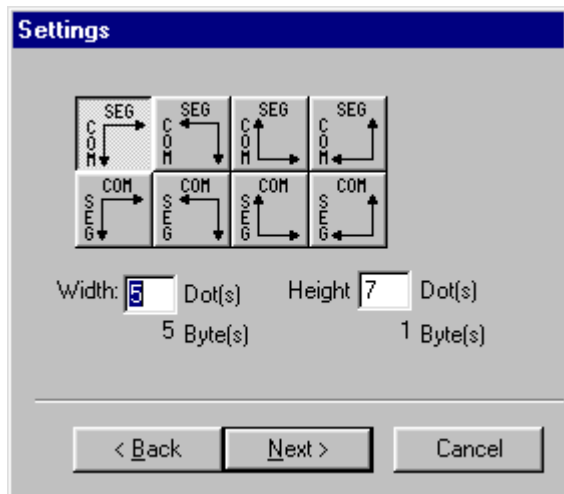 Settings
SEG SEG SEG SEG
COM COM COM COM
COM COM COM COM
SEG SEG SEG SEG
Width: 5 Dot(s) Height 7 Dot(s)
5 Byte(s) 1 Byte(s)
< Back Next > Cancel